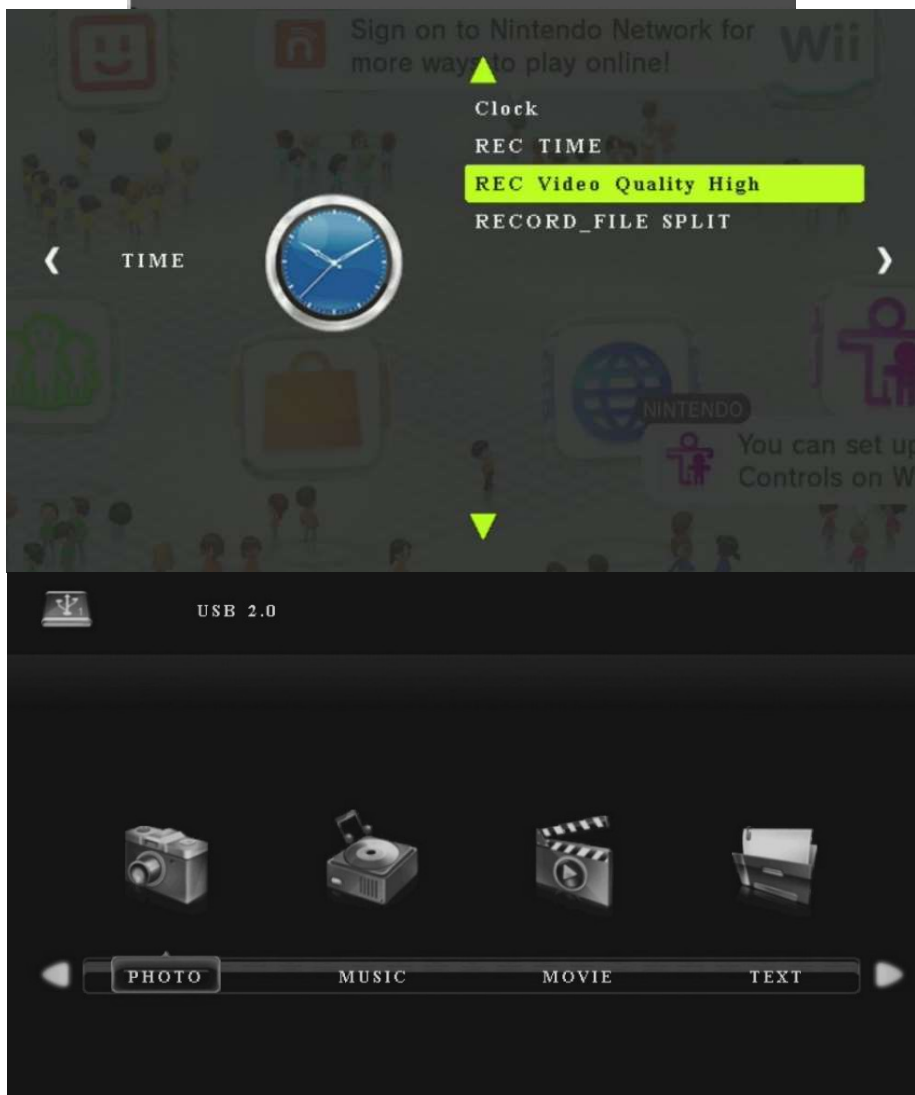 Sign on to Nintendo Network for
more ways to play online!
Wii
Clock
REC TIME
REC Video Quality High
RECORD_FILE SPLIT
TIME
NINTENDO
You can set up
Controls on W
USB 2.0
1
PHOTO
MUSIC
MOVIE
TEXT